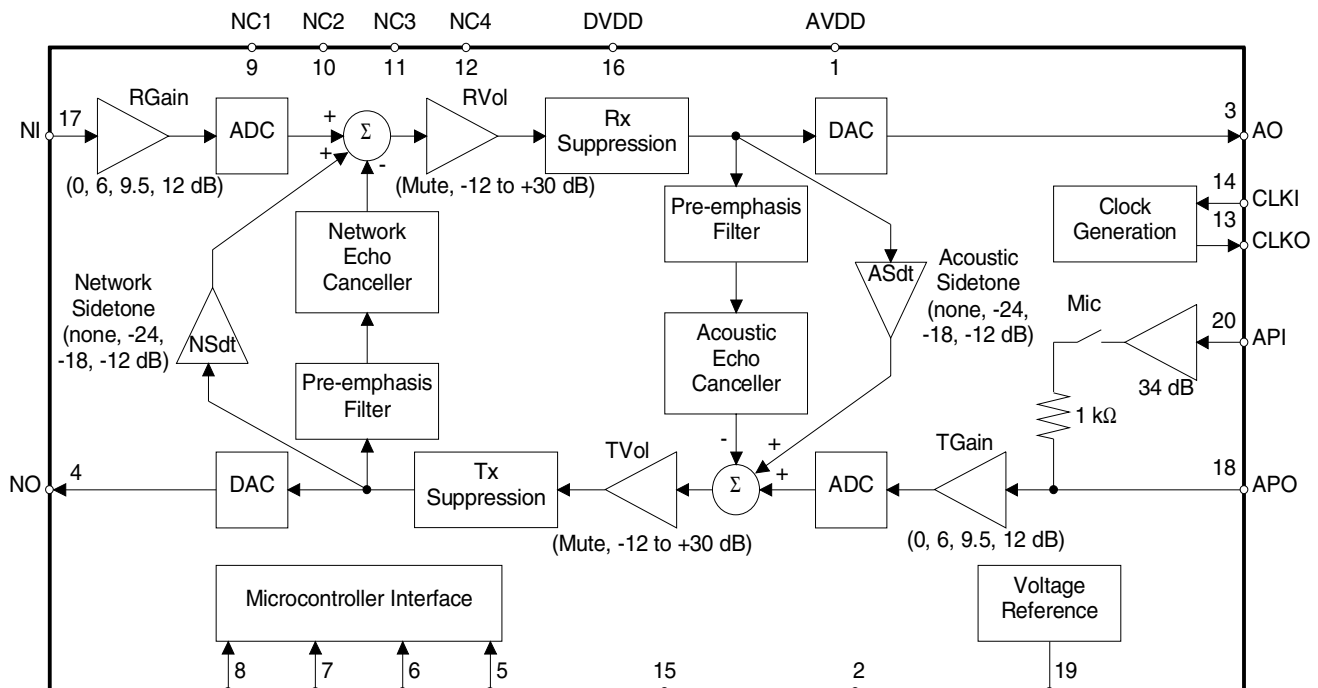 NC1 NC2 NC3 NC4 DVDD AVDD
9 10 11 12 16 1
NI 17 RGain
ADC
+
+
-
Σ
RVol
Rx
Suppression
DAC
3 AO
(0, 6, 9.5, 12 dB)
(Mute, -12 to +30 dB)
14 CLKI
Clock
Generation
13 CLKO
Pre-emphasis
Filter
Network
Echo
Canceller
Network
Sidetone
(none, -24,
-18, -12 dB)
NSdt
ASdt
Acoustic
Sidetone
(none, -24,
-18, -12 dB)
Mic
20 API
34 dB
Acoustic
Echo
Canceller
Pre-emphasis
Filter
1 kΩ
NO 4
DAC
Tx
Suppression
TVol
-
+
+
Σ
ADC
TGain
18 APO
(Mute, -12 to +30 dB)
(0, 6, 9.5, 12 dB)
Microcontroller Interface
Voltage
Reference
8 7 6 5 15 2 19